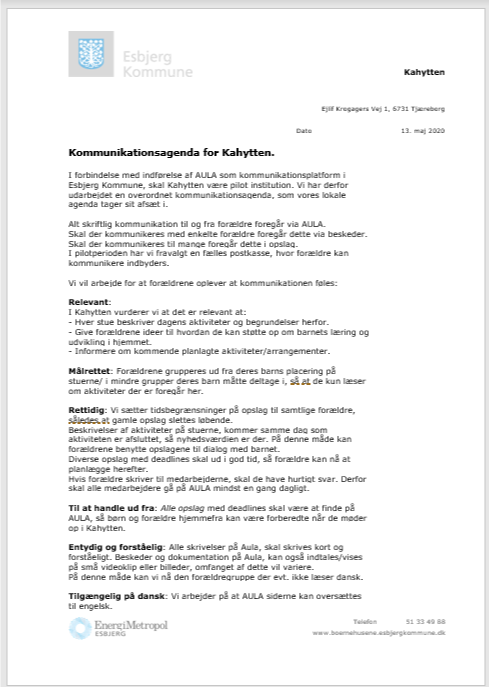 Esbjerg
Kommune
Kahytten
Ejlif Krogagers Vej 1, 6731 Tjæreborg
Dato 13. maj 2020
Kommunikationsagenda for Kahytten.
I forbindelse med indførelse af AULA som kommunikationsplatform i
Esbjerg Kommune, skal Kahytten være pilot institution. Vi har derfor
udarbejdet en overordnet kommunikationsagenda, som vores lokale
agenda tager sit afsæt i.
Alt skriftlig kommunikation til og fra forældre foregår via AULA.
Skal der kommunikeres med enkelte forældre foregår dette via beskeder.
Skal der kommunikeres til mange foregår dette i opslag.
I pilotperioden har vi fravalgt en fælles postkasse, hvor forældre kan
kommunikere indbyders.
Vi vil arbejde for at forældrene oplever at kommunikationen føles:
Relevant:
I Kahytten vurderer vi at det er relevant at:
- Hver stue beskriver dagens aktiviteter og begrundelser herfor.
- Give forældrene ideer til hvordan de kan støtte op om barnets læring og
udvikling i hjemmet.
- Informere om kommende planlagte aktiviteter/arrangementer.
Målrettet: Forældrene grupperes ud fra deres barns placering på
stuerne/ i mindre grupper deres barn måtte deltage i, så at de kun læser
om aktiviteter der er foregår her.
Rettidig: Vi sætter tidsbegrænsninger på opslag til samtlige forældre,
således at gamle opslag slettes løbende.
Beskrivelser af aktiviteter på stuerne, kommer samme dag som
aktiviteten er afsluttet, så nyhedsværdien er der. På denne måde kan
forældrene benytte opslagene til dialog med barnet.
Diverse opslag med deadlines skal ud i god tid, så forældre kan nå at
planlægge herefter.
Hvis forældre skriver til medarbejderne, skal de have hurtigt svar. Derfor
skal alle medarbejdere gå på AULA mindst en gang dagligt.
Til at handle ud fra: Alle opslag med deadlines skal være at finde på
AULA, så børn og forældre hjemmefra kan være forberedte når de møder
op i Kahytten.
Entydig og forståelig: Alle skrivelser på Aula, skal skrives kort og
forståeligt. Beskeder og dokumentation på Aula, kan også indtales/vises
på små videoklip eller billeder, omfanget af dette vil variere.
På denne måde kan vi nå den forældregruppe der evt. ikke læser dansk.
Tilgængelig på dansk: Vi arbejder på at AULA siderne kan oversættes
til engelsk.
EnergiMetropol
ESBJERG
Telefon 51 33 49 88
www.boernehusene.esbjergkommune.dk